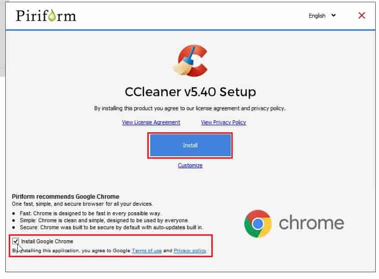 Piriform
English
CCleaner v5.40 Setup
By installing this product you agree to our license agreement and privacy policy.
View License Agreement View Privacy Policy
Install
Customize
Piriform recommends Google Chrome
One fast, simple, and secure browser for all your devices.
• Fast: Chrome is designed to be fast in every possible way.
• Simple: Chrome is clean and simple, designed to be used by everyone
• Secure: Chrome was built to be secure by default with auto-updates built in.
chrome
Install Google Chrome
By installing this application, you agree to Google Terms of use and Privacy policy